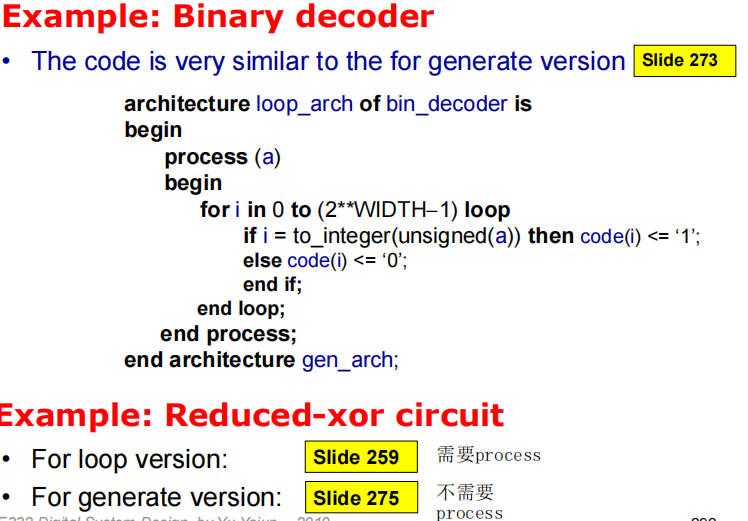 Example: Binary decoder
• The code is very similar to the for generate version Slide 273
architecture loop_arch of bin_decoder is
begin
process (a)
begin
for i in 0 to (2**WIDTH–1) loop
if i = to_integer(unsigned(a)) then code(i) <= ‘1’;
else code(i) <= ‘0’;
end if;
end loop;
end process;
end architecture gen_arch;
Example: Reduced-xor circuit
• For loop version: Slide 259 需要process
• For generate version: Slide 275 不需要
process